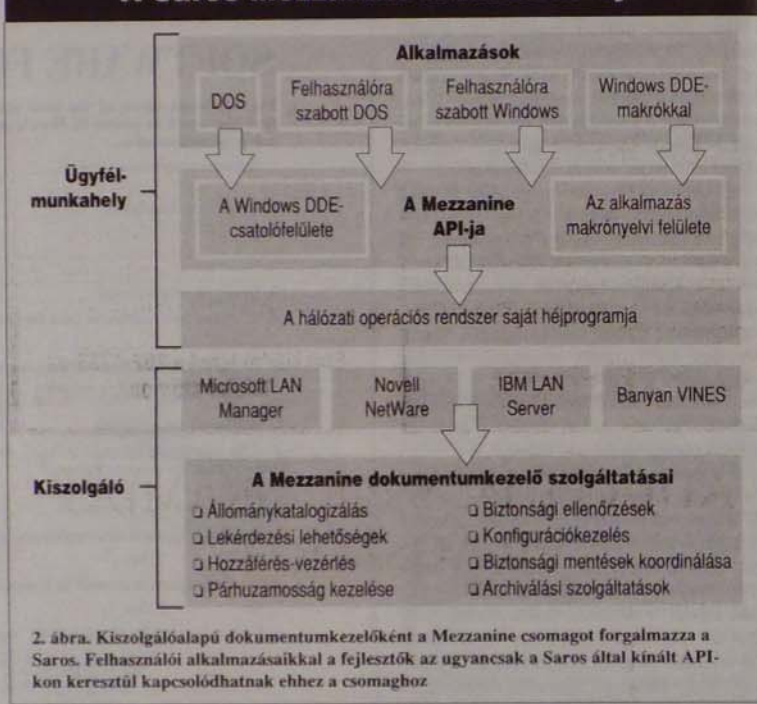 Alkalmazások
DOS
Felhasználóra
szabott DOS
Felhasználóra
szabott Windows
Windows DDE-
makrókkal
Ügyfél-
munkahely
A Windows DDE-
csatolófelülete
A Mezzanine
API-ja
Az alkalmazás
makrónyelvi felülete
A hálózati operációs rendszer saját héjprogramja
Microsoft LAN
Manager
Novell
NetWare
IBM LAN
Server
Banyan VINES
Kiszolgáló
A Mezzanine dokumentumkezelő szolgáltatásai
❑ Állománykatalogizálás
❑ Lekérdezési lehetőségek
❑ Hozzáférés-vezérlés
❑ Párhuzamosság kezelése
❑ Biztonsági ellenőrzések
❑ Konfigurációkezelés
❑ Biztonsági mentések koordinálása
❑ Archiválási szolgáltatások
2. ábra. Kiszolgálóalapú dokumentumkezelőként a Mezzanine csomagot forgalmazza a
Saros. Felhasználói alkalmazásaikkal a fejlesztők az ugyancsak a Saros által kínált API-
kon keresztül kapcsolódhatnak ehhez a csomaghoz